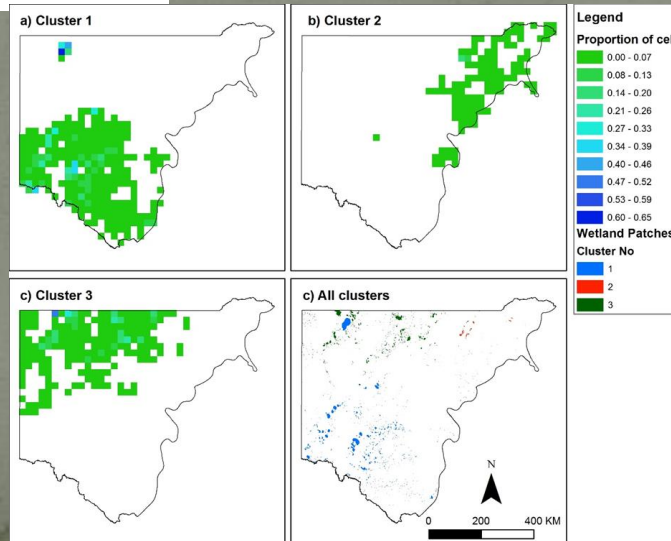 a) Cluster 1
b) Cluster 2
c) Cluster 3
c) All clusters
N
0 200 400 KM
Legend
Proportion of cel
0.00 - 0.07
0.08 - 0.13
0.14 - 0.20
0.21 - 0.26
0.27 - 0.33
0.34 - 0.39
0.40 - 0.46
0.47 - 0.52
0.53 - 0.59
0.60 - 0.65
Wetland Patches
Cluster No
1
2
3